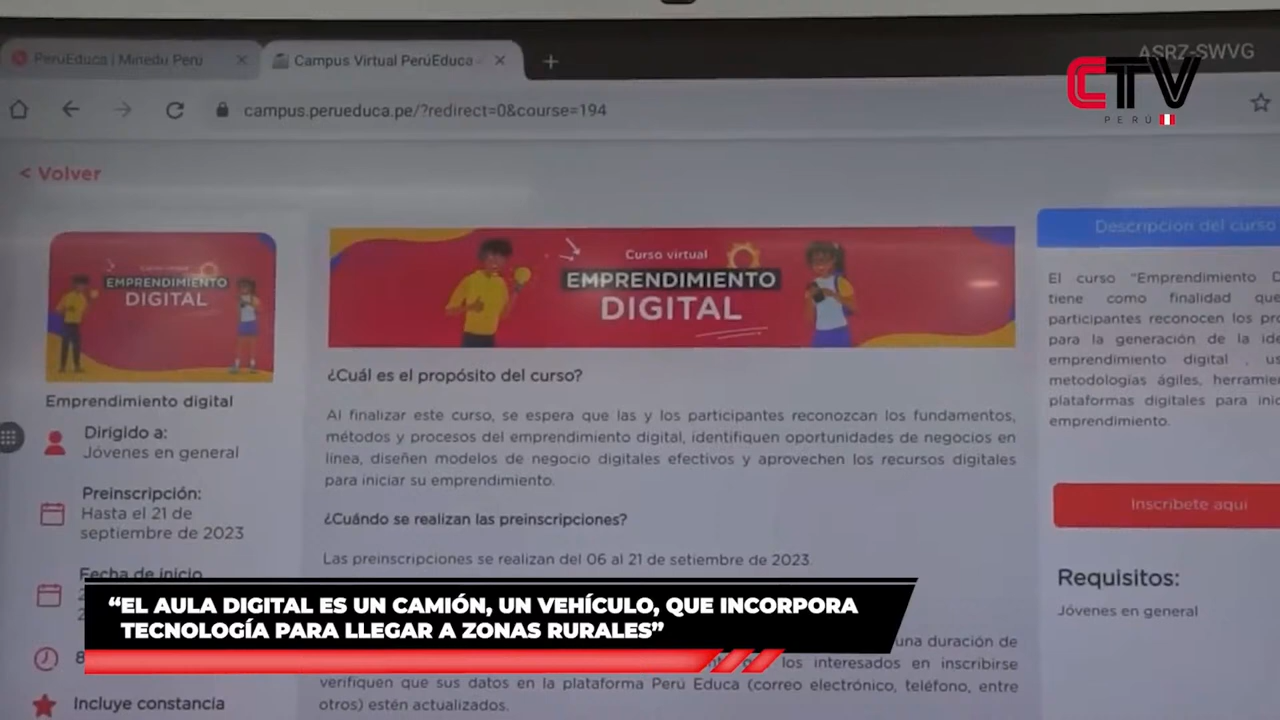 PerúEduca | Minedu Perú
Campus Virtual PerúEduca
ASRZ-SWVG
CTV
PERÚ
campus.perueduca.pe/?redirect=0&course=194
< Volver
Curso virtual
EMPRENDIMIENTO
DIGITAL
Emprendimiento digital
Dirigido a:
Jóvenes en general
Preinscripción:
Hasta el 21 de
septiembre de 2023
Fecha de inicio
Incluye constancia
Curso virtual
EMPRENDIMIENTO
DIGITAL
¿Cuál es el propósito del curso?
Al finalizar este curso, se espera que las y los participantes reconozcan los fundamentos,
métodos y procesos del emprendimiento digital, identifiquen oportunidades de negocios en
línea, diseñen modelos de negocio digitales efectivos y aprovechen los recursos digitales
para iniciar su emprendimiento.
¿Cuándo se realizan las preinscripciones?
Las preinscripciones se realizan del 06 al 21 de setiembre de 2023
una duración de
los interesados en inscribirse
verifiquen que sus datos en la plataforma Perú Educa (correo electrónico, teléfono, entre
otros) estén actualizados.
Descripción del curso
El curso "Emprendimiento D
tiene como finalidad que
participantes reconocen los pro
para la generación de la ide
emprendimiento digital , us
metodologías ágiles, herramie
plataformas digitales para inic
emprendimiento.
Inscríbete aquí
Requisitos:
Jóvenes en general
“EL AULA DIGITAL ES UN CAMIÓN, UN VEHÍCULO, QUE INCORPORA
TECNOLOGÍA PARA LLEGAR A ZONAS RURALES”